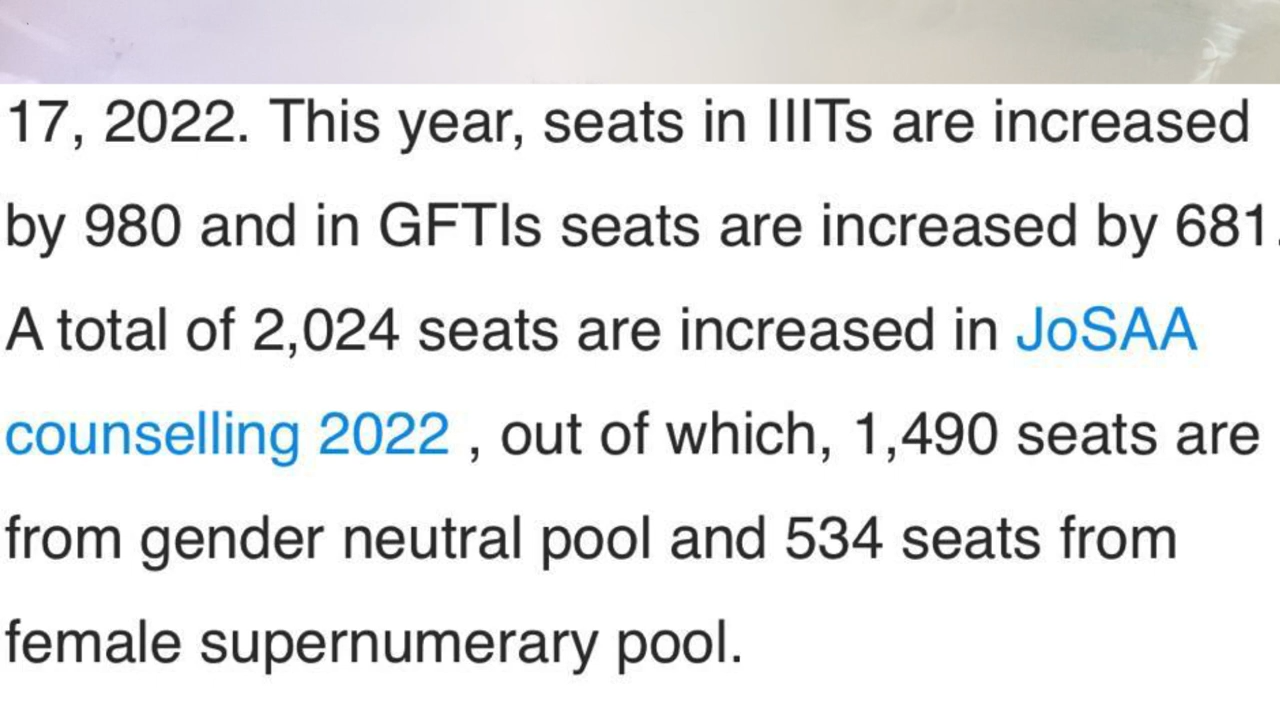 17, 2022. This year, seats in IIITs are increased
by 980 and in GFTIs seats are increased by 681.
A total of 2,024 seats are increased in JoSAA
counselling 2022 , out of which, 1,490 seats are
from gender neutral pool and 534 seats from
female supernumerary pool.